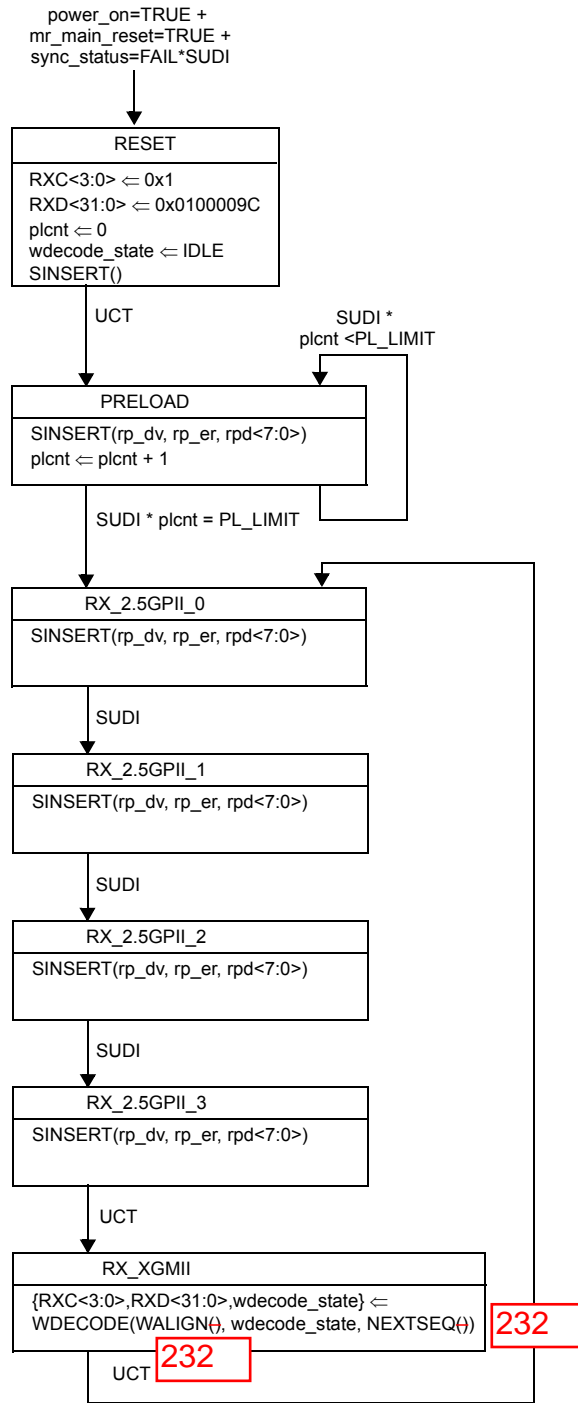 power_on=TRUE +
mr_main_reset=TRUE +
sync_status=FAIL*SUDI
RESET
RXC<3:0> ⇐ 0x1
RXD<31:0> ⇐ 0x0100009C
plcnt ⇐ 0
wdecode_state ⇐ IDLE
SINSERT()
UCT
SUDI *
plcnt <PL_LIMIT
PRELOAD
SINSERT(rp_dv, rp_er, rpd<7:0>)
plcnt ⇐ plcnt + 1
SUDI * plcnt = PL_LIMIT
RX_2.5GPII_0
SINSERT(rp_dv, rp_er, rpd<7:0>)
SUDI
RX_2.5GPII_1
SINSERT(rp_dv, rp_er, rpd<7:0>)
SUDI
RX_2.5GPII_2
SINSERT(rp_dv, rp_er, rpd<7:0>)
SUDI
RX_2.5GPII_3
SINSERT(rp_dv, rp_er, rpd<7:0>)
UCT
RX_XGMII
{RXC<3:0>,RXD<31:0>,wdecode_state} ⇐
WDECODE(WALIGN(), wdecode_state, NEXTSEQ())
232
232
UCT